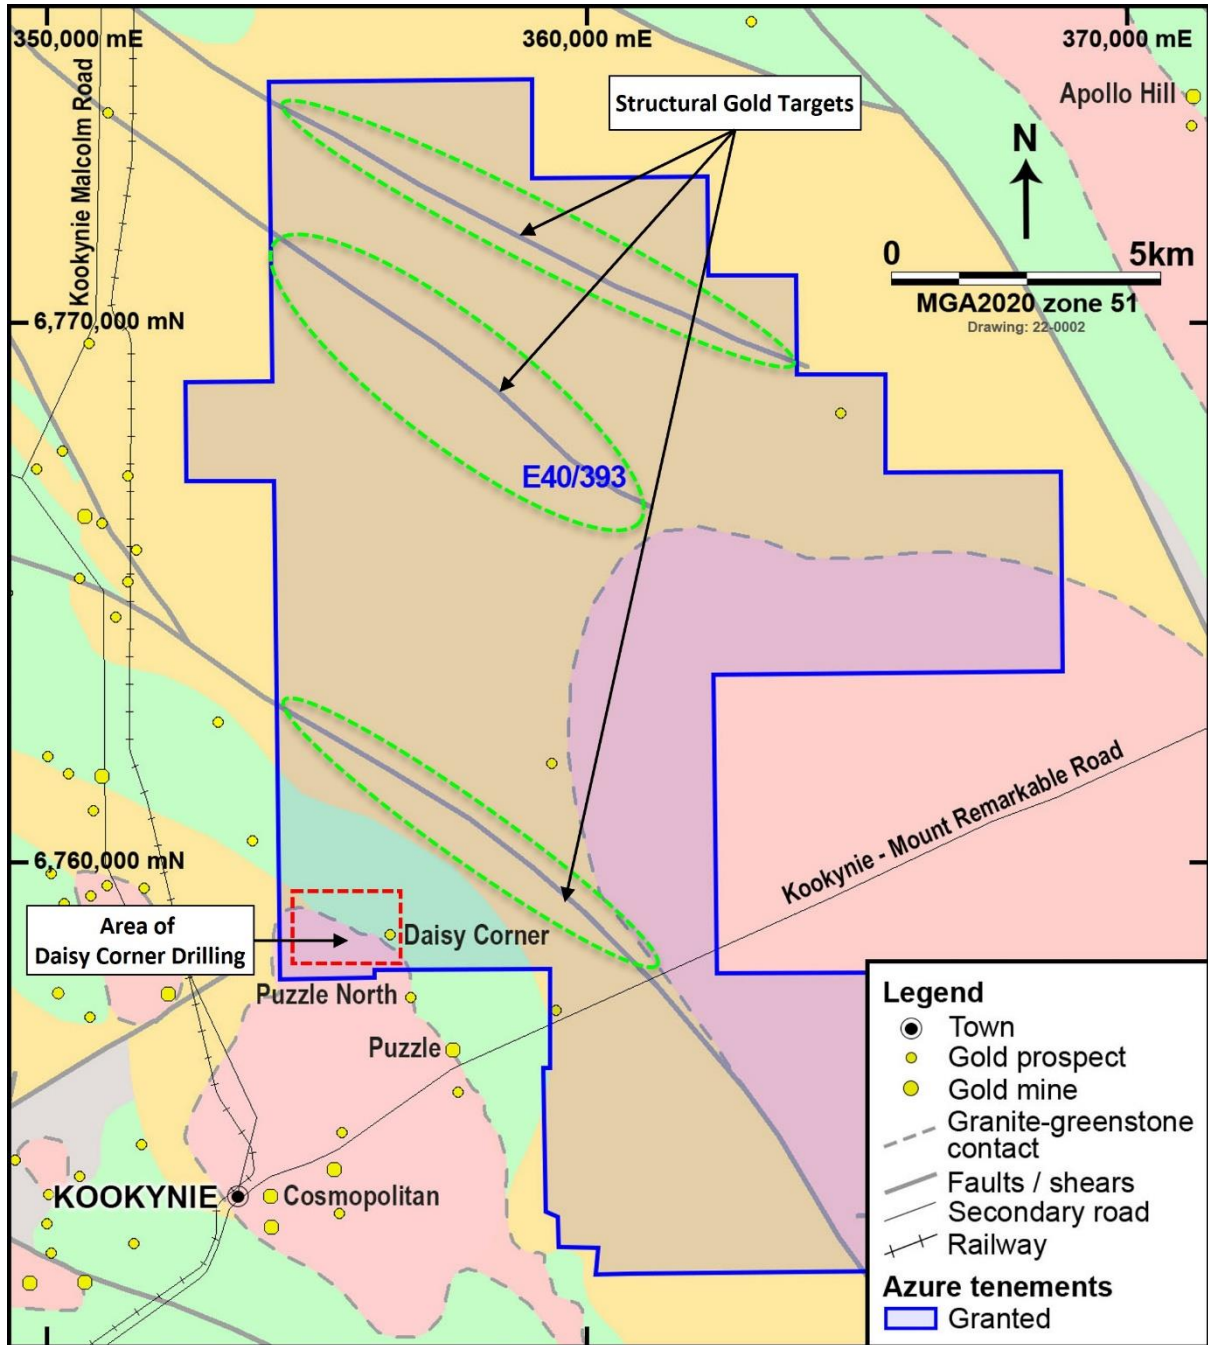 350,000 mE
360,000 mE
370,000 mE
Kookynie Malcolm Road
Structural Gold Targets
Apollo Hill
N
0
5km
MGA2020 zone 51
Drawing: 22-0002
6,770,000 mN
E40/393
Kookynie - Mount Remarkable Road
6,760,000 mN
Area of
Daisy Corner Drilling
Daisy Corner
Puzzle North
Puzzle
KOOKYNIE
Cosmopolitan
Legend
Town
Gold prospect
Gold mine
Granite-greenstone
contact
Faults / shears
Secondary road
Railway
Azure tenements
Granted